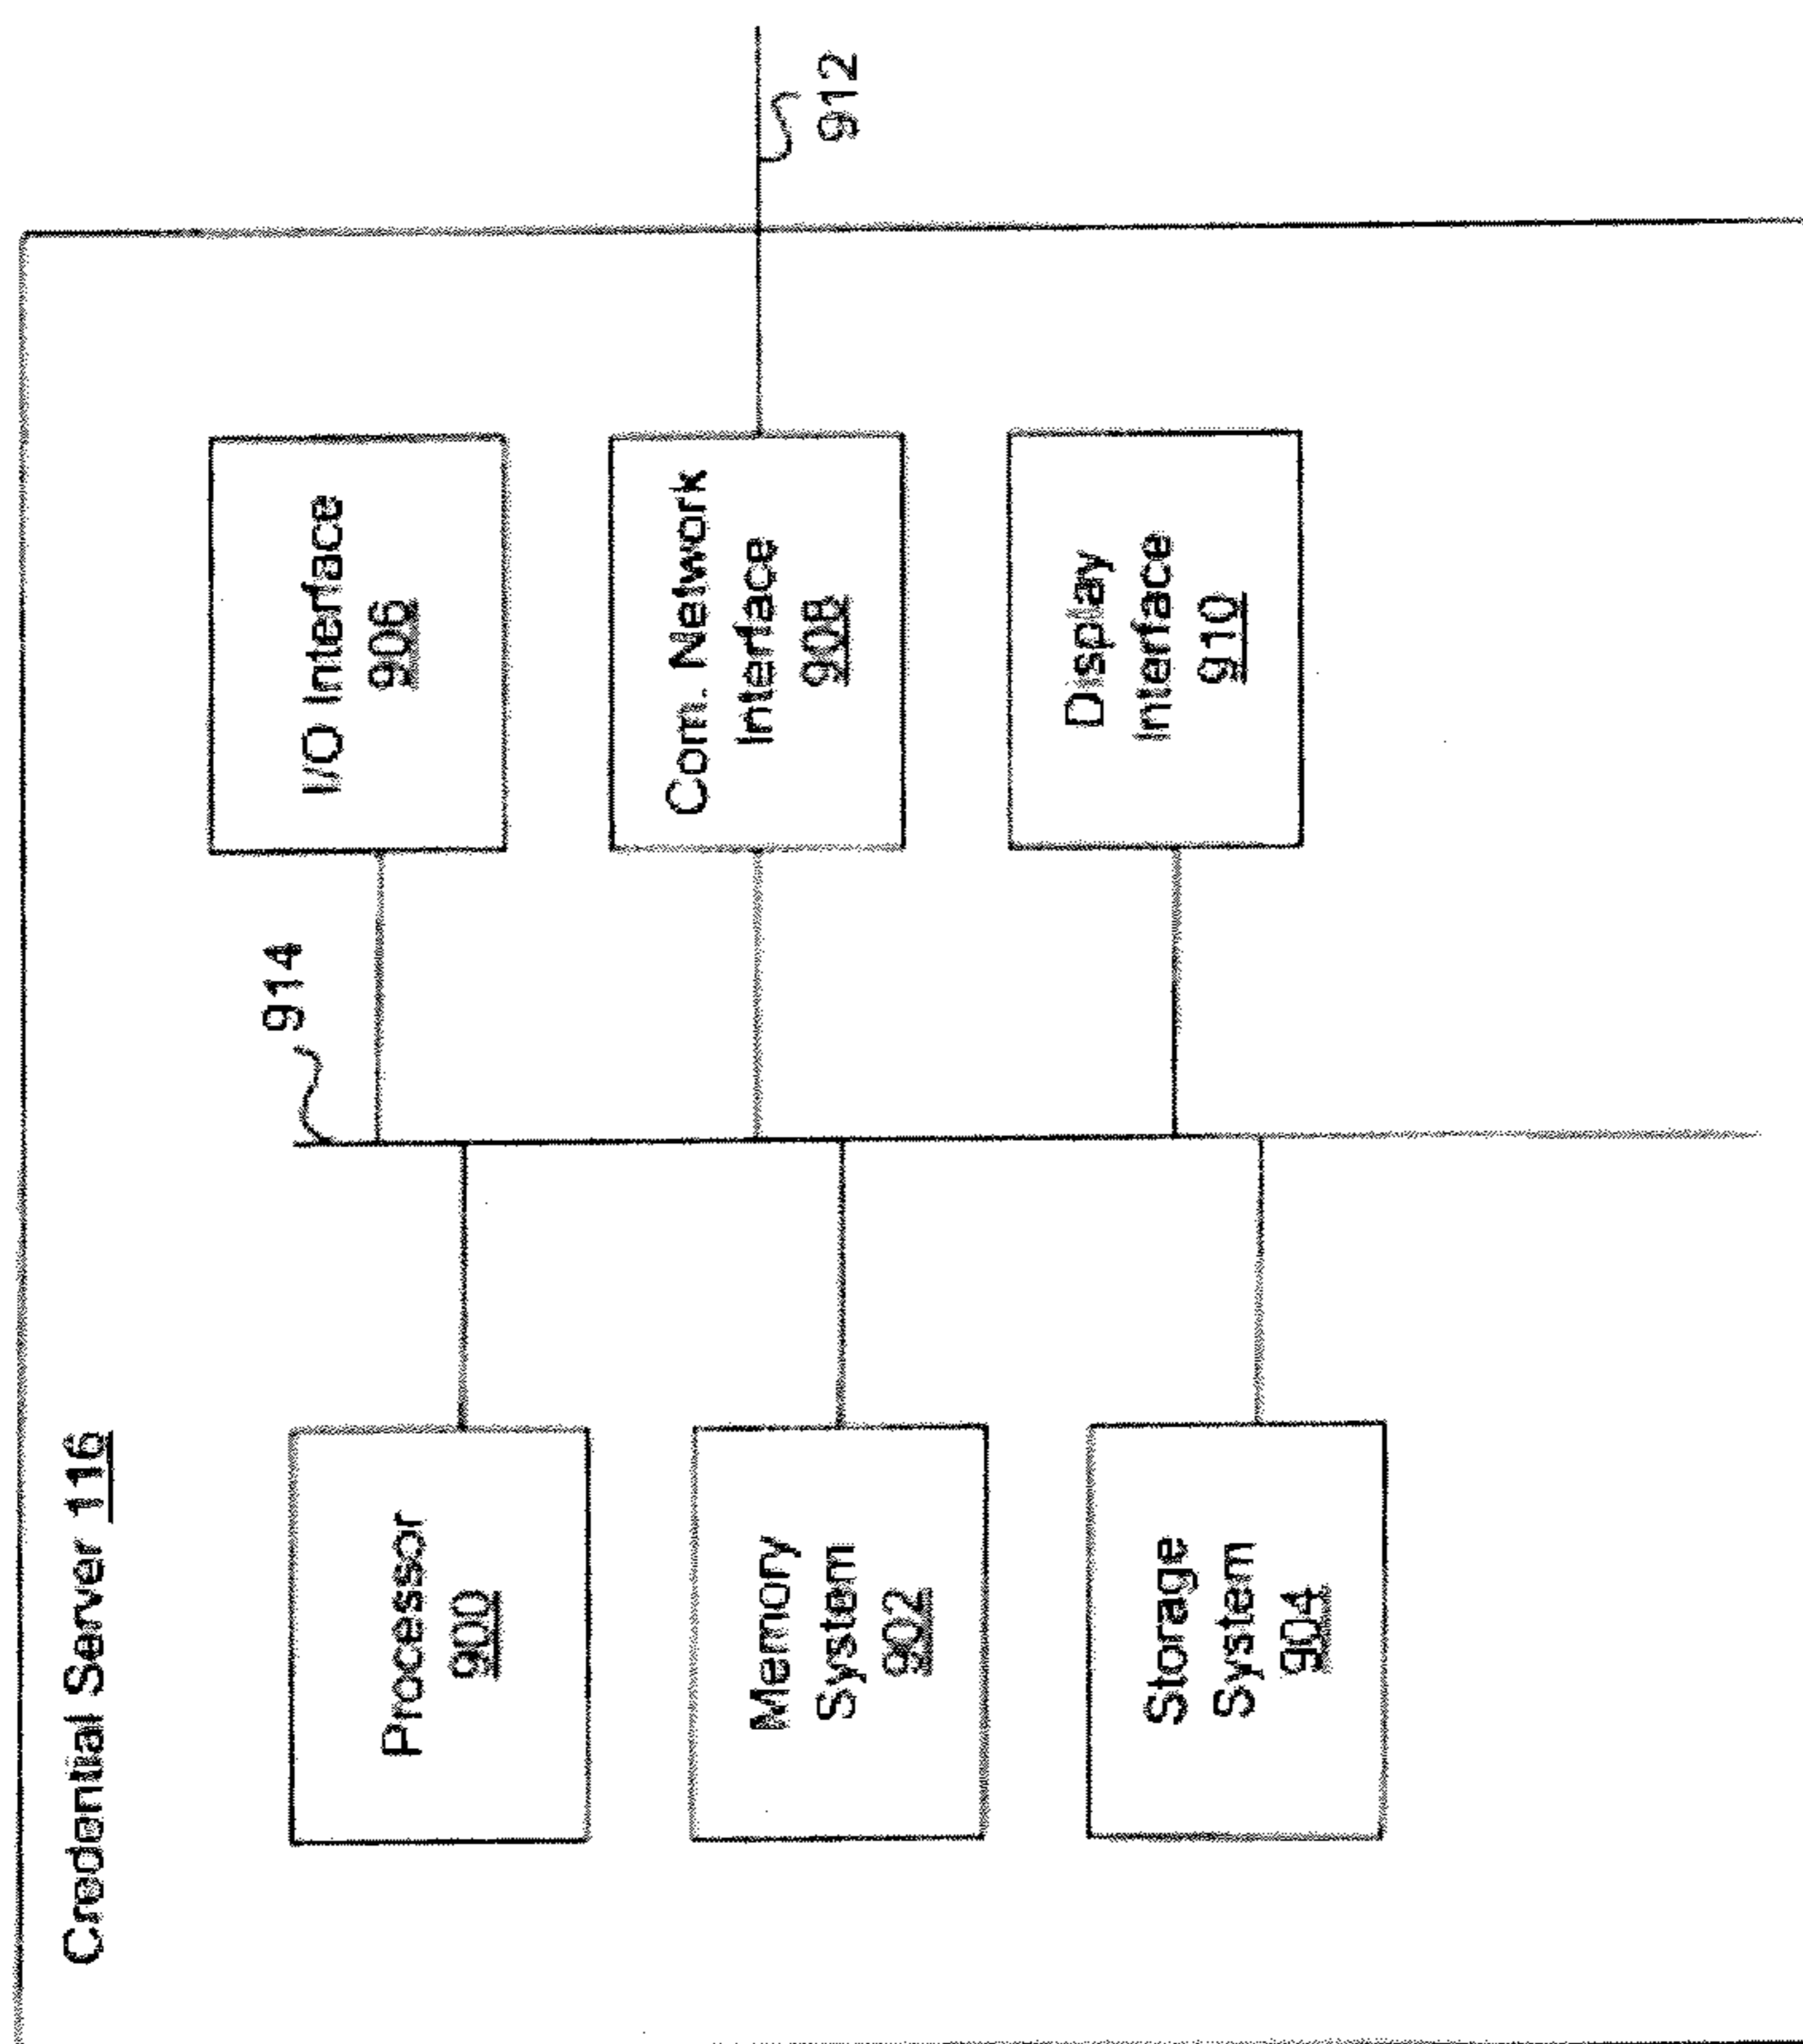 Credential Server 116
Processor
900
Memory
System
902
Storage
System
904
914
I/O Interface
906
Com. Network
Interface
908
Display
Interface
910
912